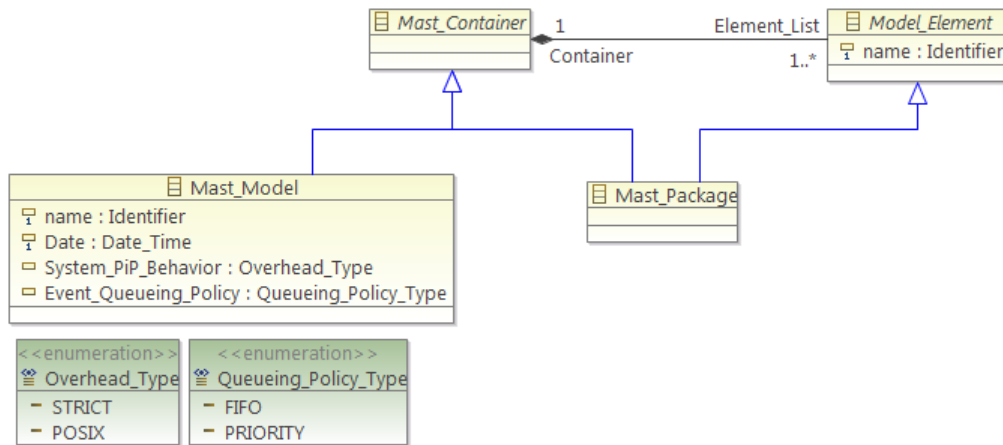 Mast_Container
1
Container
Element_List
1..*
Model_Element
name : Identifier
Mast_Model
name : Identifier
Date : Date_Time
System_PiP_Behavior : Overhead_Type
Event_Queueing_Policy : Queueing_Policy_Type
Mast_Package
<<enumeration>>
Overhead_Type
STRICT
POSIX
<<enumeration>>
Queueing_Policy_Type
FIFO
PRIORITY